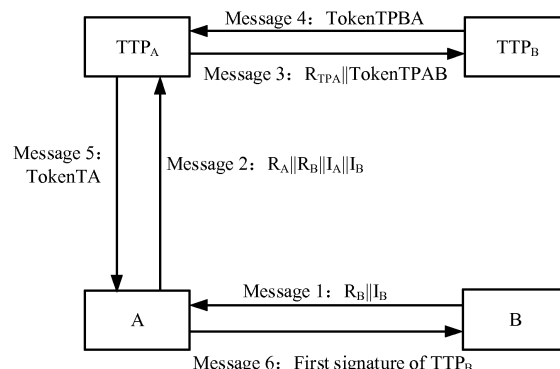 Message 4：TokenTPBA
TTPA
TTPB
Message 3：RTPA||TokenTPAB
Message 5：
TokenTA
Message 2：RA||RB||IA||IB
Message 1：RB||IB
A
B
Message 6：First signature of TTPB